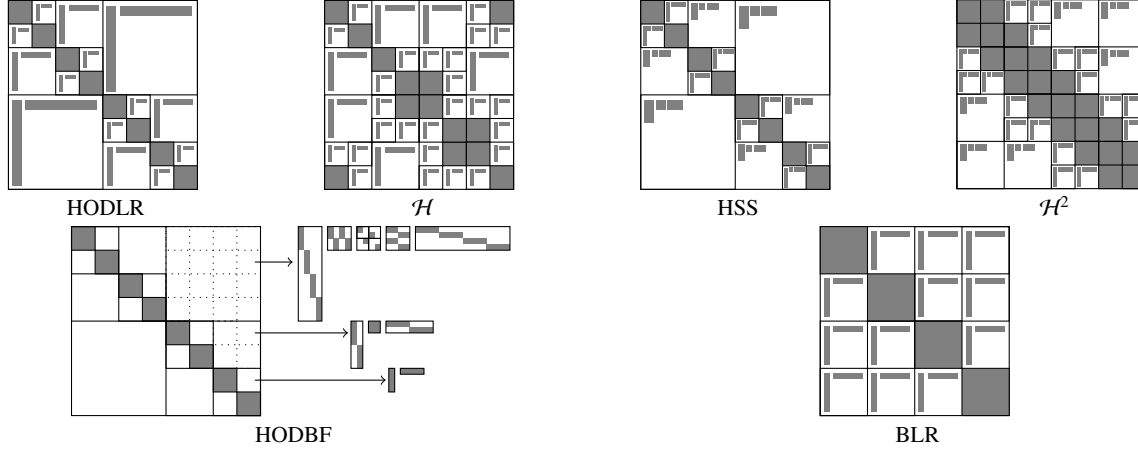 HODLR
ℋ
HSS
ℋ²
HODBF
BLR